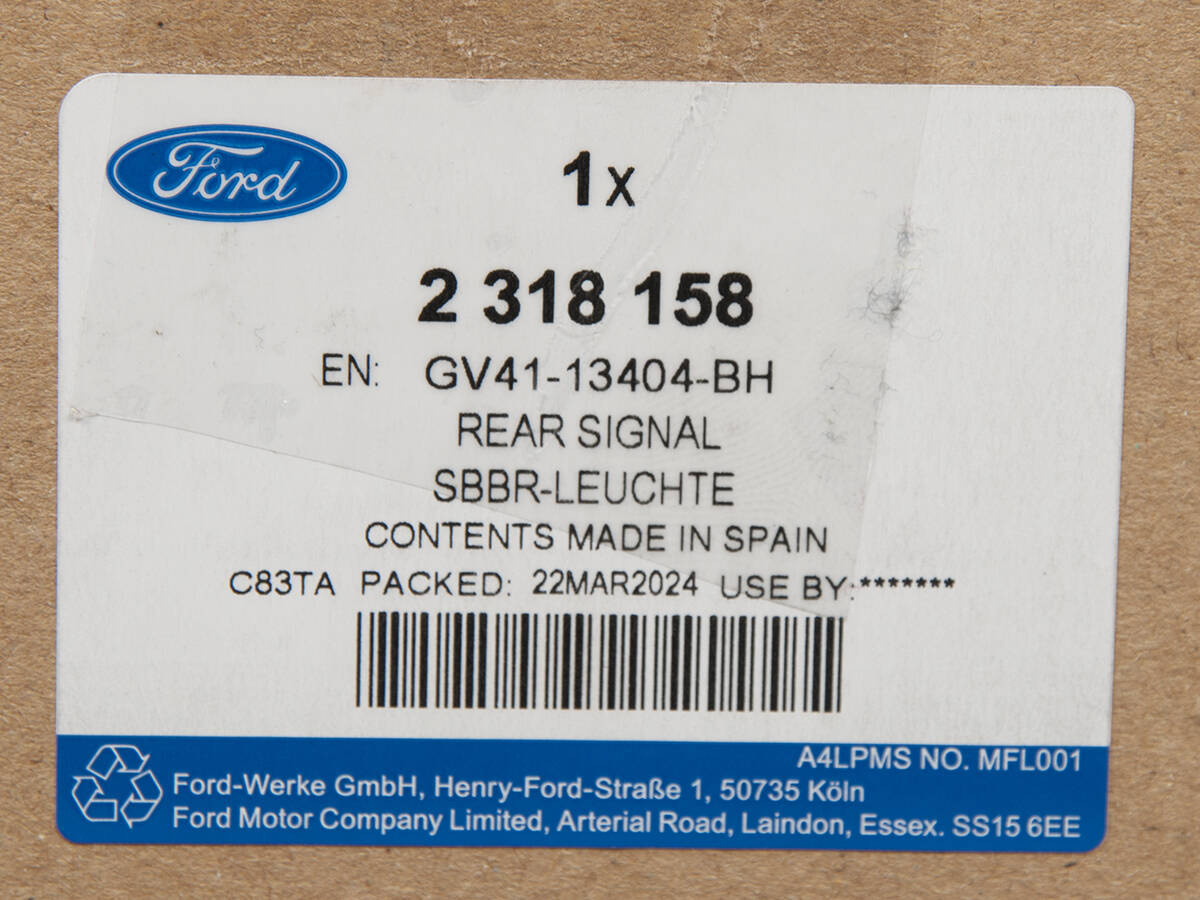 Ford
1x
2 318 158
EN: GV41-13404-BH
REAR SIGNAL
SBBR-LEUCHTE
CONTENTS MADE IN SPAIN
C83TA PACKED: 22MAR2024 USE BY:*******
A4LPMS NO. MFL001
Ford-Werke GmbH, Henry-Ford-Straße 1, 50735 Köln
Ford Motor Company Limited, Arterial Road, Laindon, Essex. SS15 6EE